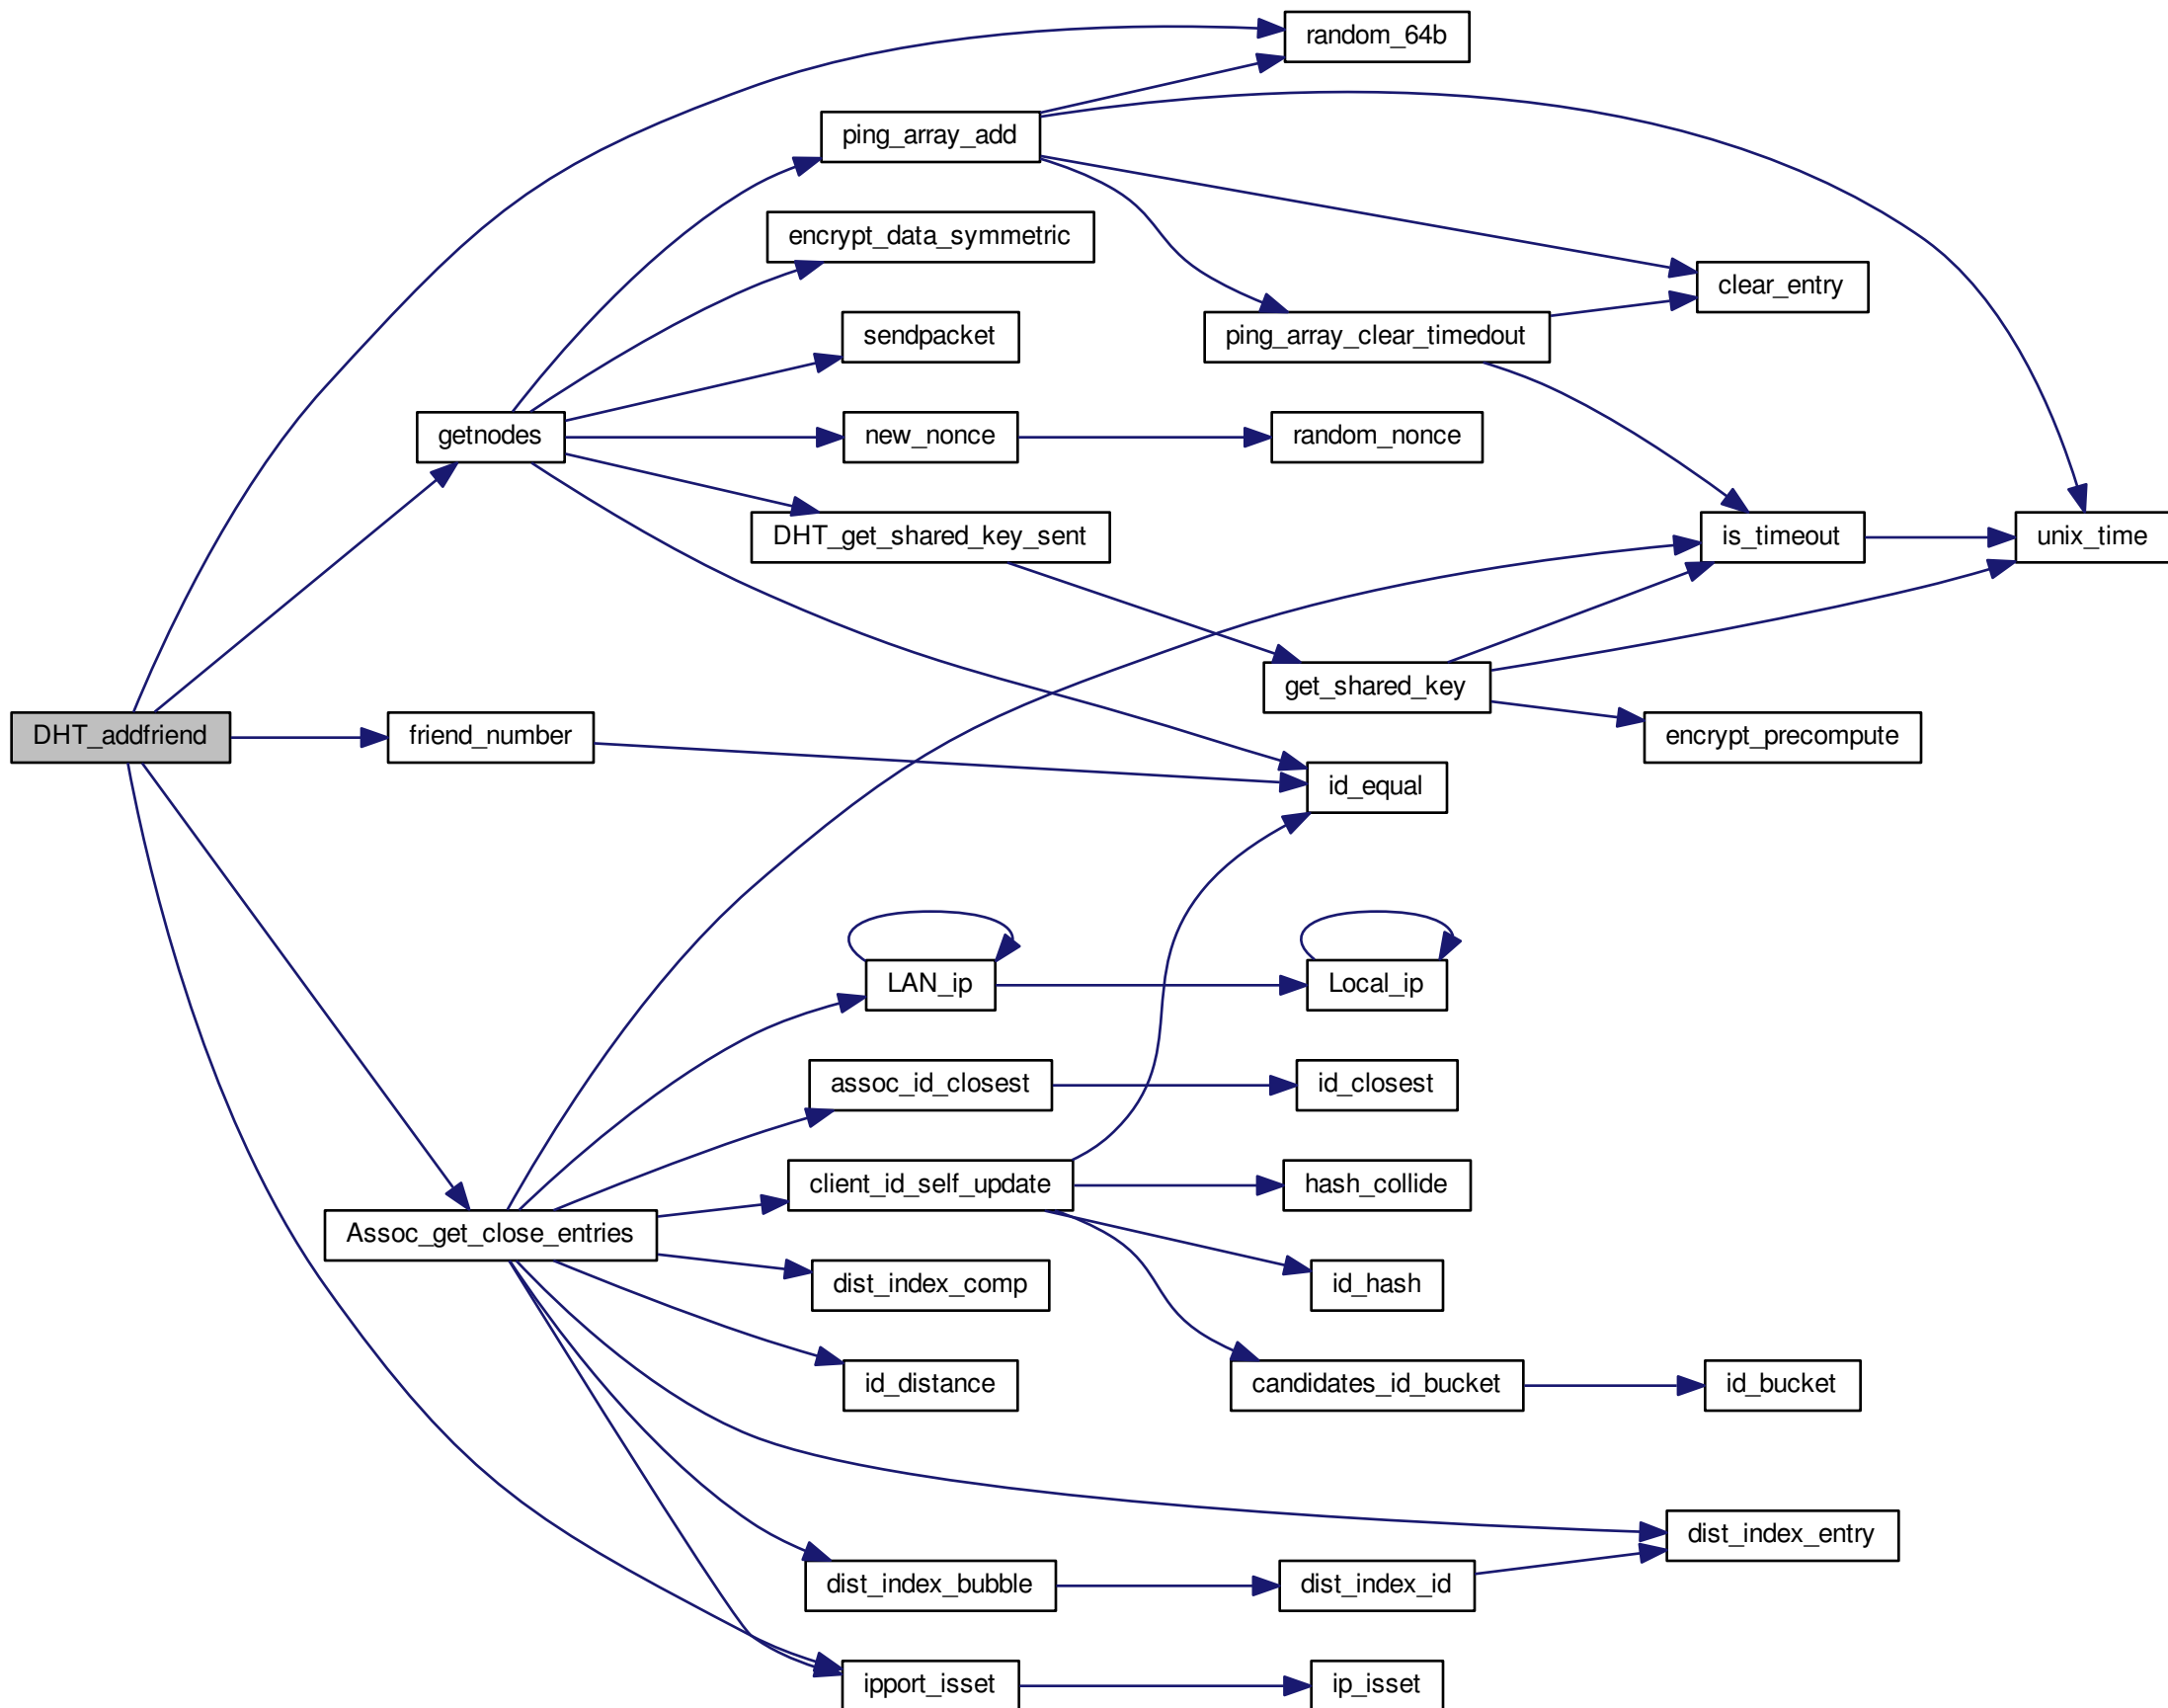 random_64b
ping_array_add
encrypt_data_symmetric
clear_entry
sendpacket
ping_array_clear_timedout
getnodes
new_nonce
random_nonce
DHT_get_shared_key_sent
is_timeout
unix_time
get_shared_key
DHT_addfriend
friend_number
encrypt_precompute
id_equal
LAN_ip
Local_ip
assoc_id_closest
id_closest
client_id_self_update
hash_collide
Assoc_get_close_entries
dist_index_comp
id_hash
id_distance
candidates_id_bucket
id_bucket
dist_index_entry
dist_index_bubble
dist_index_id
ipport_isset
ip_isset